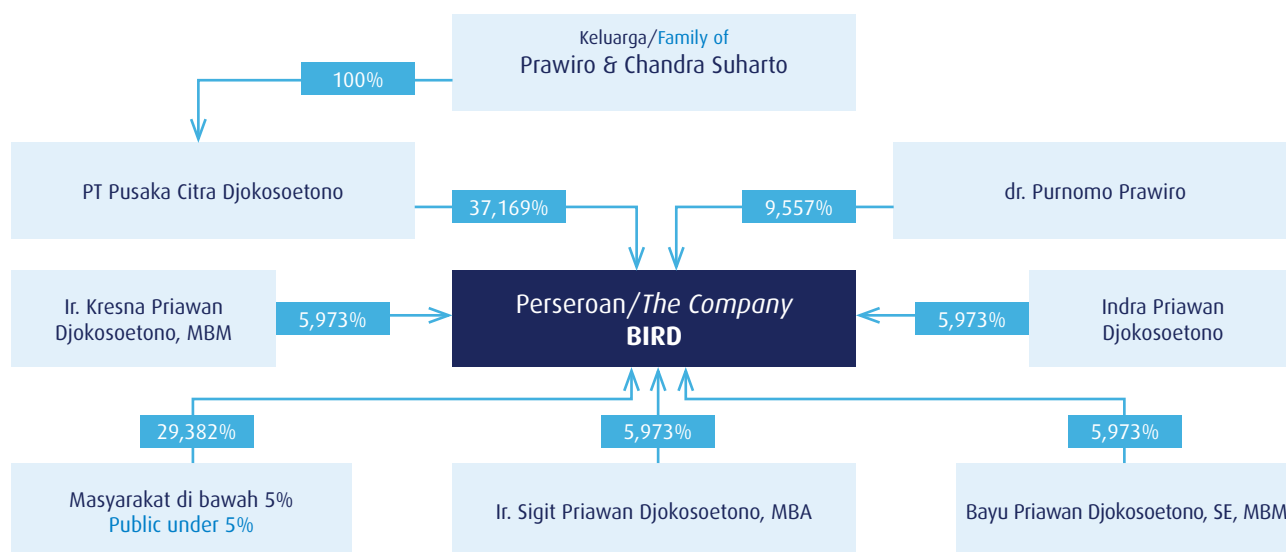 Keluarga/Family of
Prawiro & Chandra Suharto
100%
PT Pusaka Citra Djokosoetono
dr. Purnomo Prawiro
37,169%
9,557%
Ir. Kresna Priawan
Djokosoetono, MBM
5,973%
Perseroan/The Company
BIRD
5,973%
Indra Priawan
Djokosoetono
29,382%
5,973%
5,973%
Masyarakat di bawah 5%
Public under 5%
Ir. Sigit Priawan Djokosoetono, MBA
Bayu Priawan Djokosoetono, SE, MBM